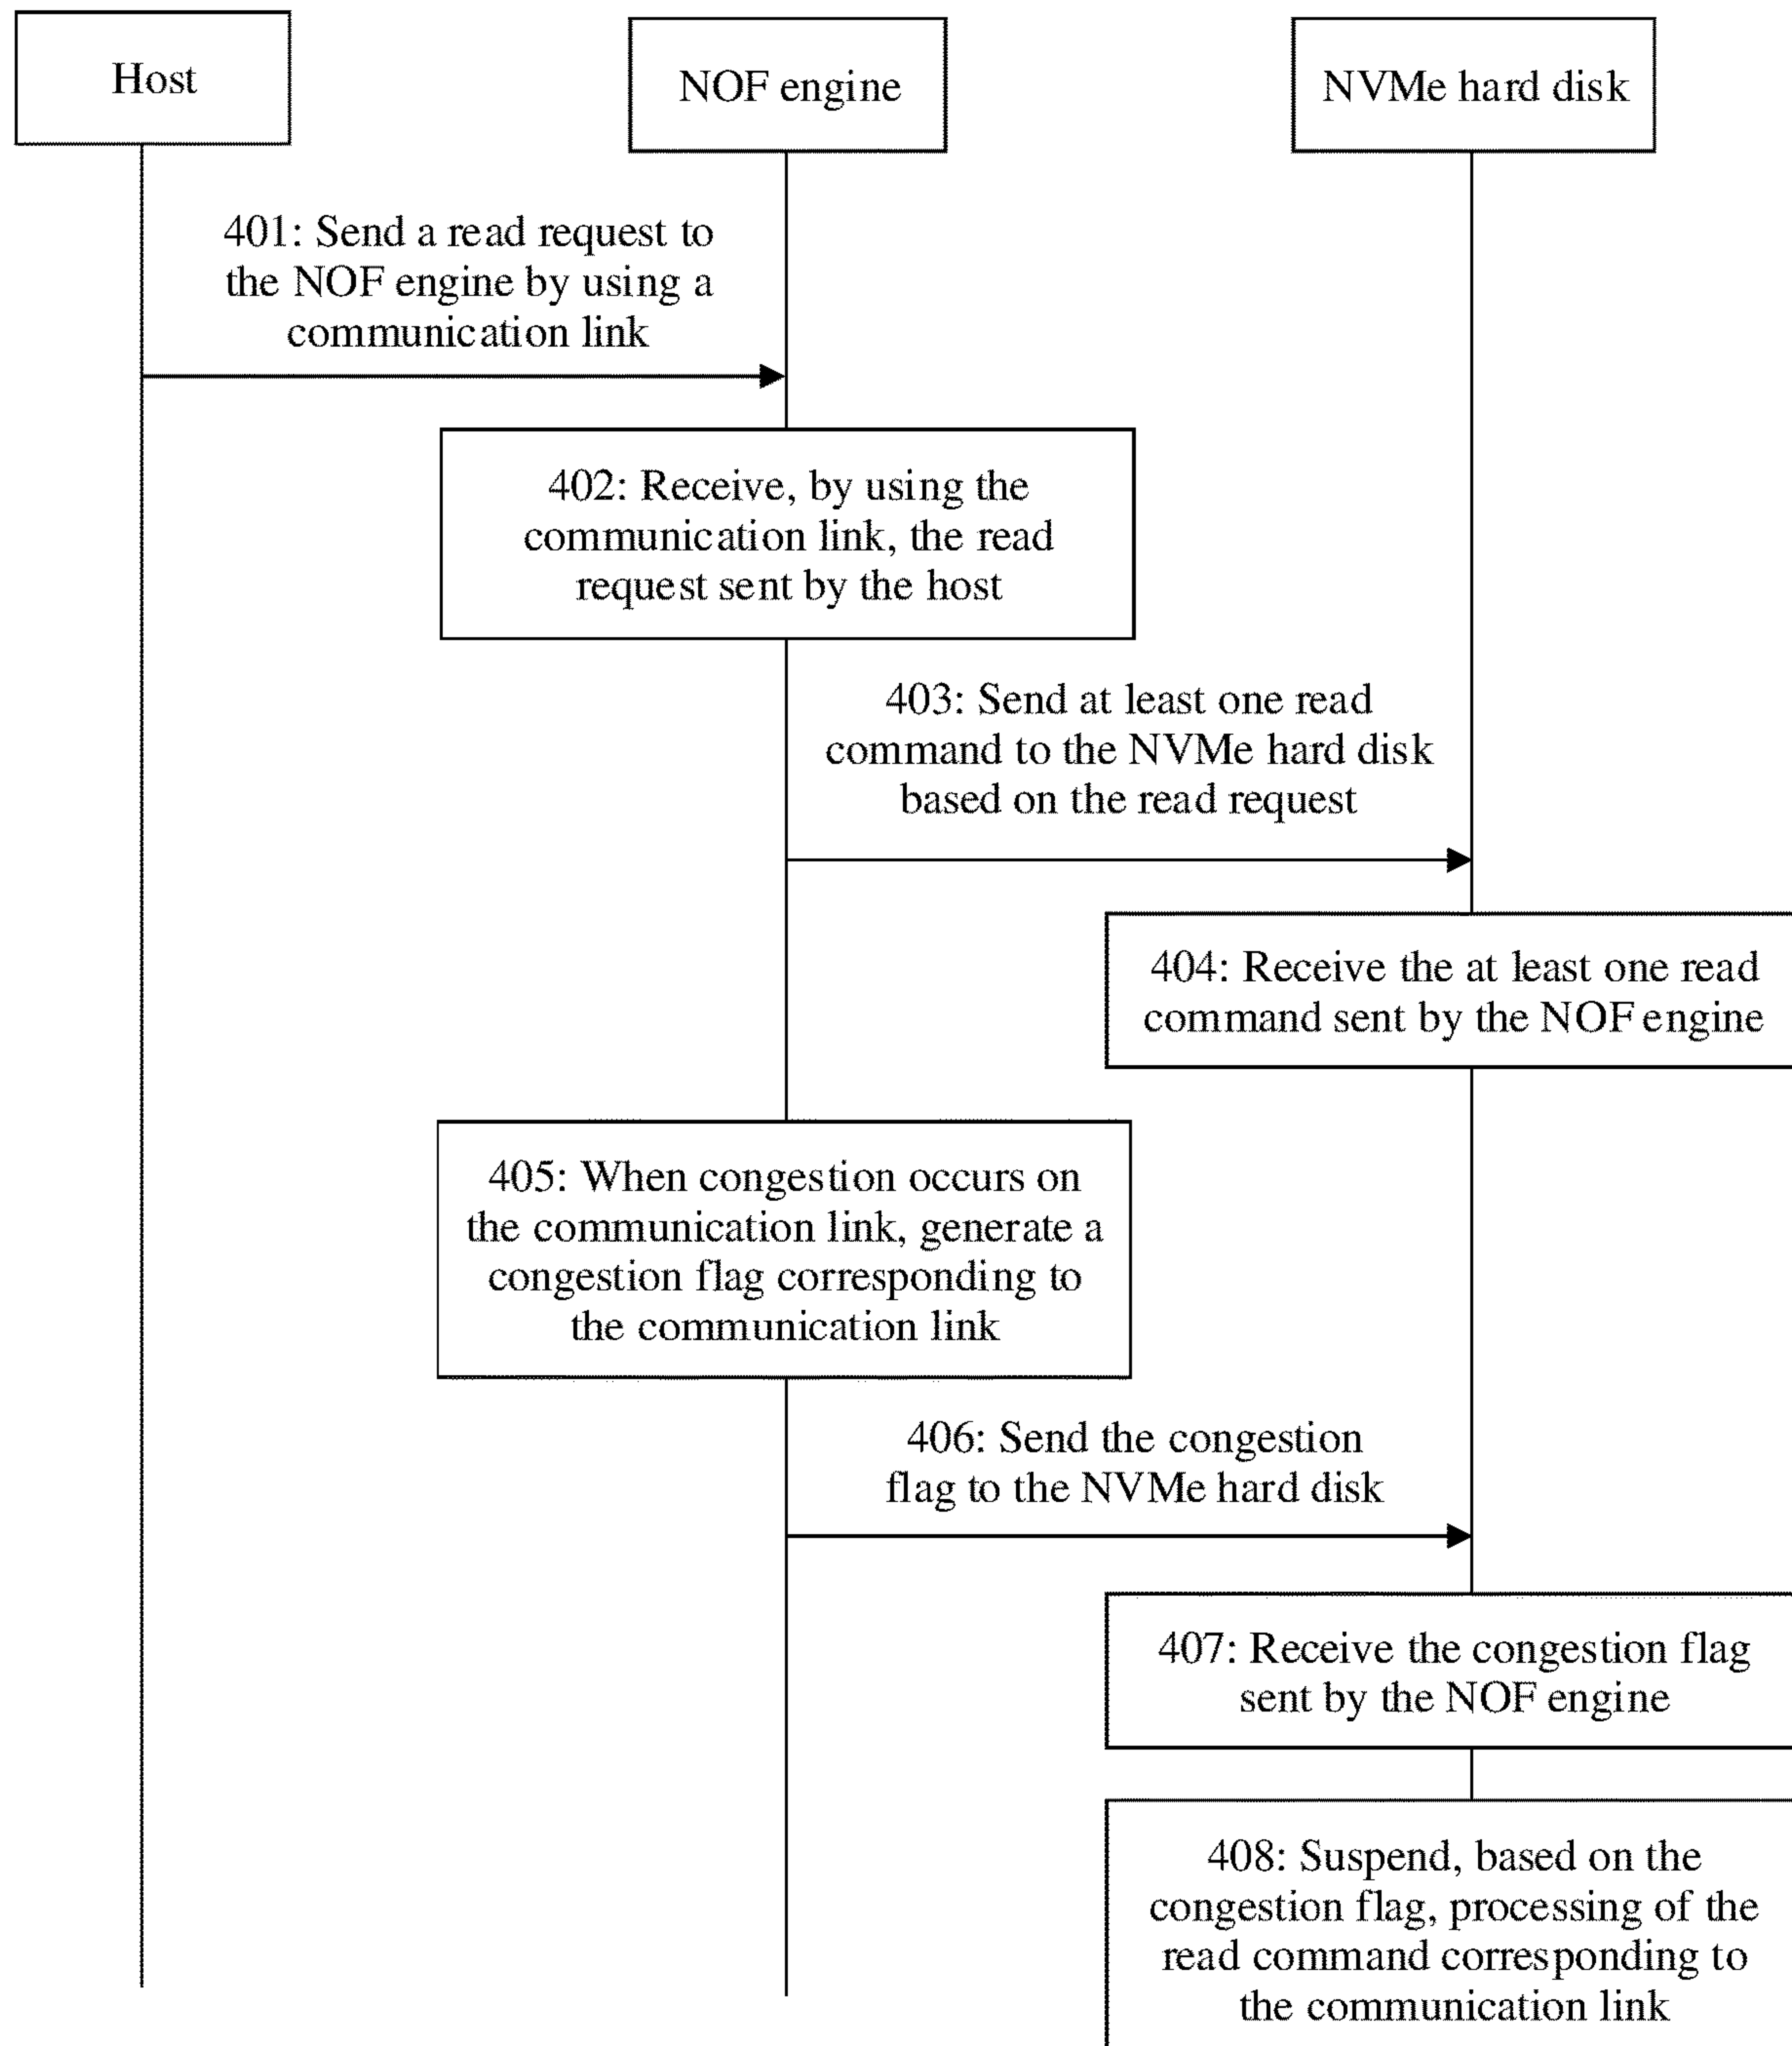 Host
NOF engine
NVMe hard disk
401: Send a read request to
the NOF engine by using a
communication link
402: Receive, by using the
communication link, the read
request sent by the host
403: Send at least one read
command to the NVMe hard disk
based on the read request
404: Receive the at least one read
command sent by the NOF engine
405: When congestion occurs on
the communication link, generate a
congestion flag corresponding to
the communication link
406: Send the congestion
flag to the NVMe hard disk
407: Receive the congestion flag
sent by the NOF engine
408: Suspend, based on the
congestion flag, processing of the
read command corresponding to
the communication link